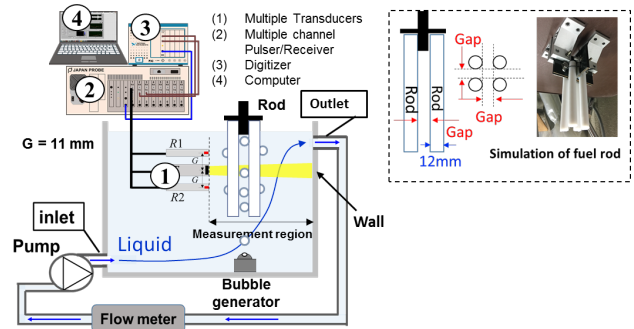 (1) Multiple Transducers
(2) Multiple channel
Pulser/Receiver
(3) Digitizer
(4) Computer
4
3
JAPAN PROBE
2
Rod
Outlet
G = 11 mm
R1
G
1
G
R2
Wall
inlet
Measurement region
Pump
Liquid
Bubble
generator
Flow meter
Gap
Rod
Rod
Gap
Gap
Gap
12mm
Simulation of fuel rod